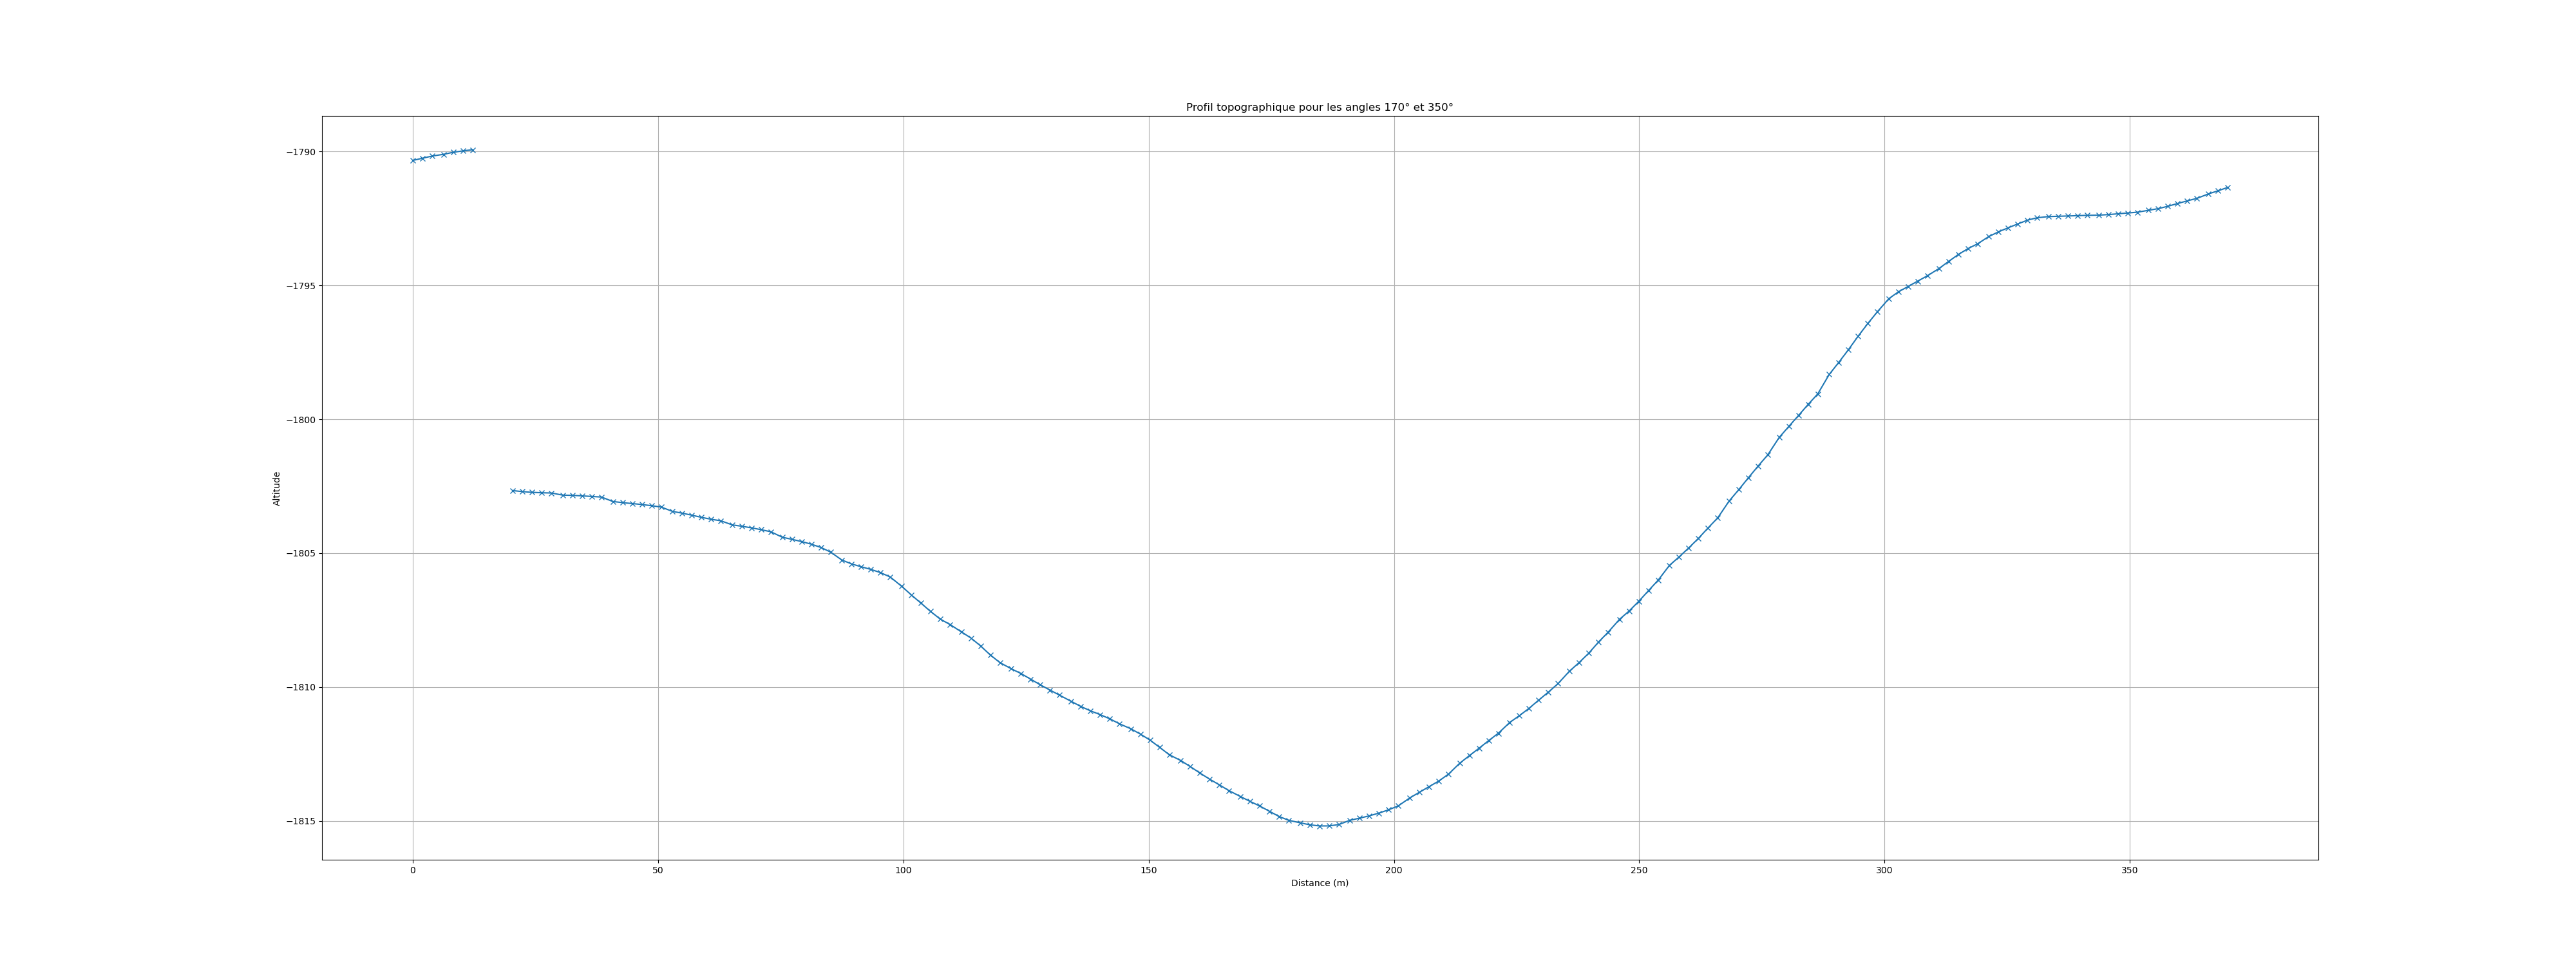 Profil topographique pour les angles 170° et 350°
Altitude
−1790
−1795
−1800
−1805
−1810
−1815
0 50 100 150 200 250 300 350
Distance (m)